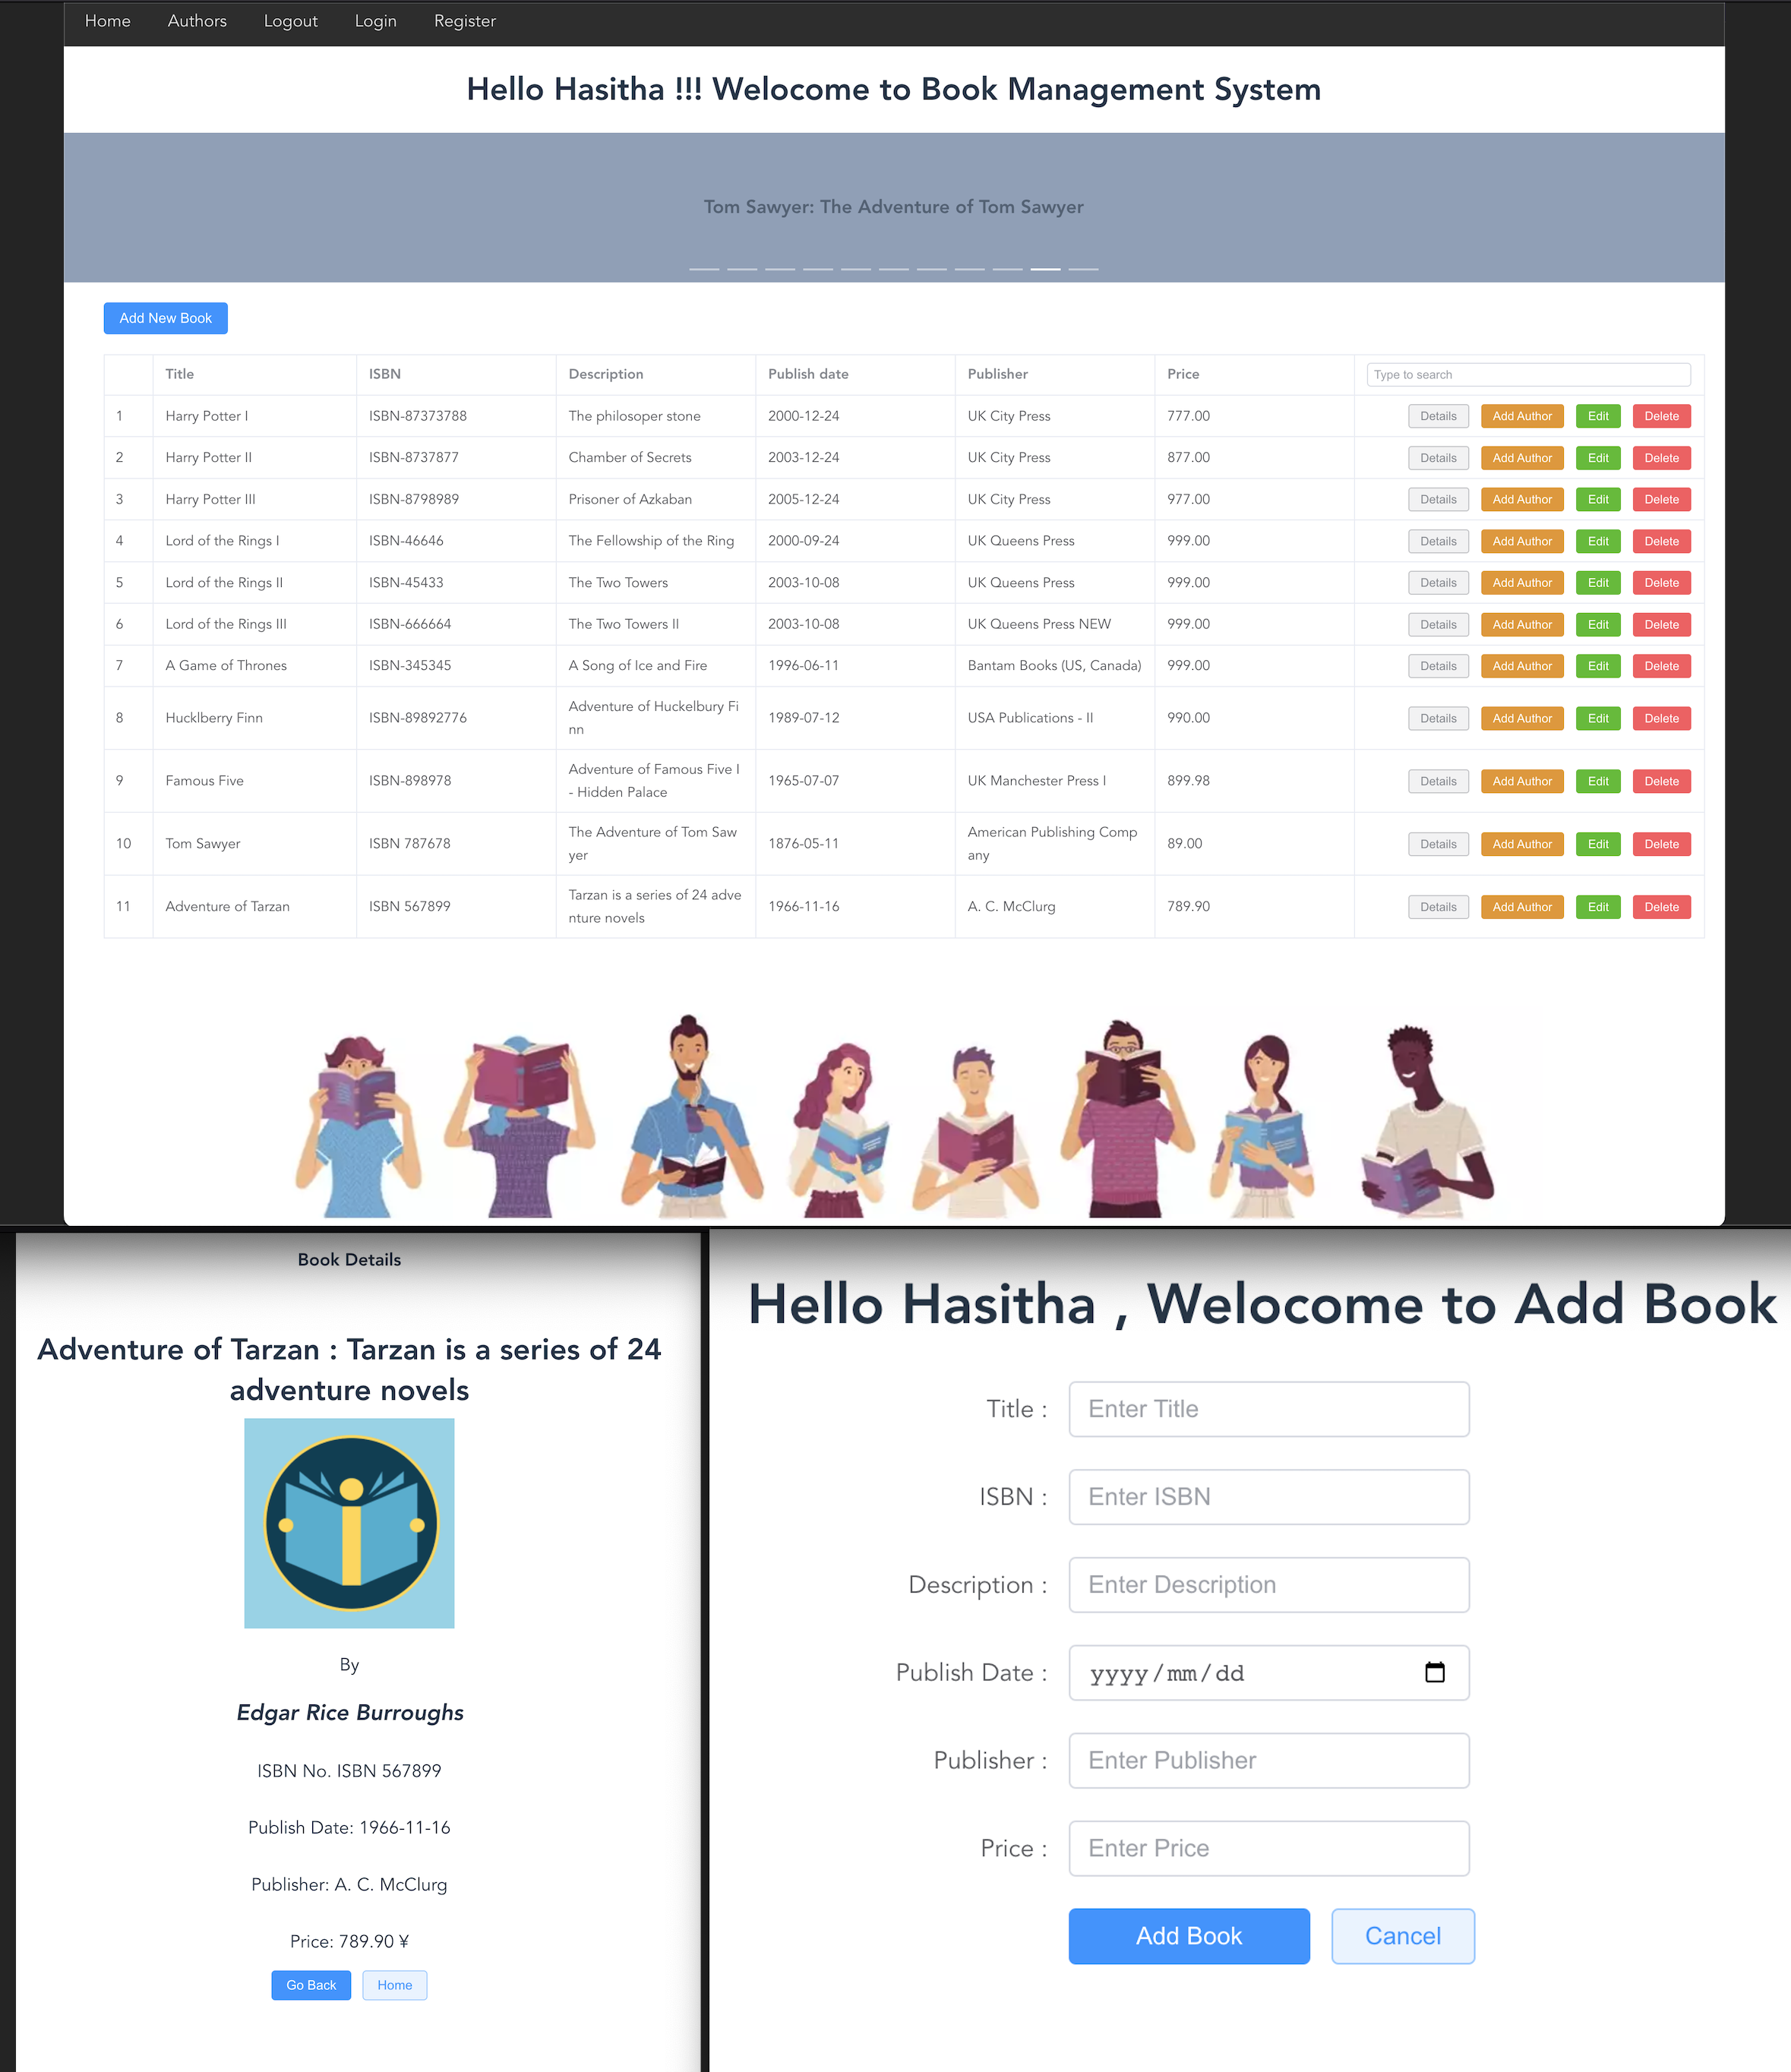 Home Authors Logout Login Register
Hello Hasitha !!! Welocome to Book Management System
Tom Sawyer: The Adventure of Tom Sawyer
Add New Book
Title ISBN Description Publish date Publisher Price Type to search
1 Harry Potter I ISBN-87373788 The philosoper stone 2000-12-24 UK City Press 777.00 Details Add Author Edit Delete
2 Harry Potter II ISBN-8737877 Chamber of Secrets 2003-12-24 UK City Press 877.00 Details Add Author Edit Delete
3 Harry Potter III ISBN-8798989 Prisoner of Azkaban 2005-12-24 UK City Press 977.00 Details Add Author Edit Delete
4 Lord of the Rings I ISBN-46646 The Fellowship of the Ring 2000-09-24 UK Queens Press 999.00 Details Add Author Edit Delete
5 Lord of the Rings II ISBN-45433 The Two Towers 2003-10-08 UK Queens Press 999.00 Details Add Author Edit Delete
6 Lord of the Rings III ISBN-666664 The Two Towers II 2003-10-08 UK Queens Press NEW 999.00 Details Add Author Edit Delete
7 A Game of Thrones ISBN-345345 A Song of Ice and Fire 1996-06-11 Bantam Books (US, Canada) 999.00 Details Add Author Edit Delete
8 Hucklberry Finn ISBN-89892776 Adventure of Huckelbury Fi
nn 1989-07-12 USA Publications - II 990.00 Details Add Author Edit Delete
9 Famous Five ISBN-898978 Adventure of Famous Five I
- Hidden Palace 1965-07-07 UK Manchester Press I 899.98 Details Add Author Edit Delete
10 Tom Sawyer ISBN 787678 The Adventure of Tom Saw
yer 1876-05-11 American Publishing Comp
any 89.00 Details Add Author Edit Delete
11 Adventure of Tarzan ISBN 567899 Tarzan is a series of 24 adve
nture novels 1966-11-16 A. C. McClurg 789.90 Details Add Author Edit Delete
Book Details
Adventure of Tarzan : Tarzan is a series of 24
adventure novels
By
Edgar Rice Burroughs
ISBN No. ISBN 567899
Publish Date: 1966-11-16
Publisher: A. C. McClurg
Price: 789.90 ¥
Go Back Home
Hello Hasitha , Welocome to Add Book
Title : Enter Title
ISBN : Enter ISBN
Description : Enter Description
Publish Date : yyyy/mm/dd
Publisher : Enter Publisher
Price : Enter Price
Add Book Cancel